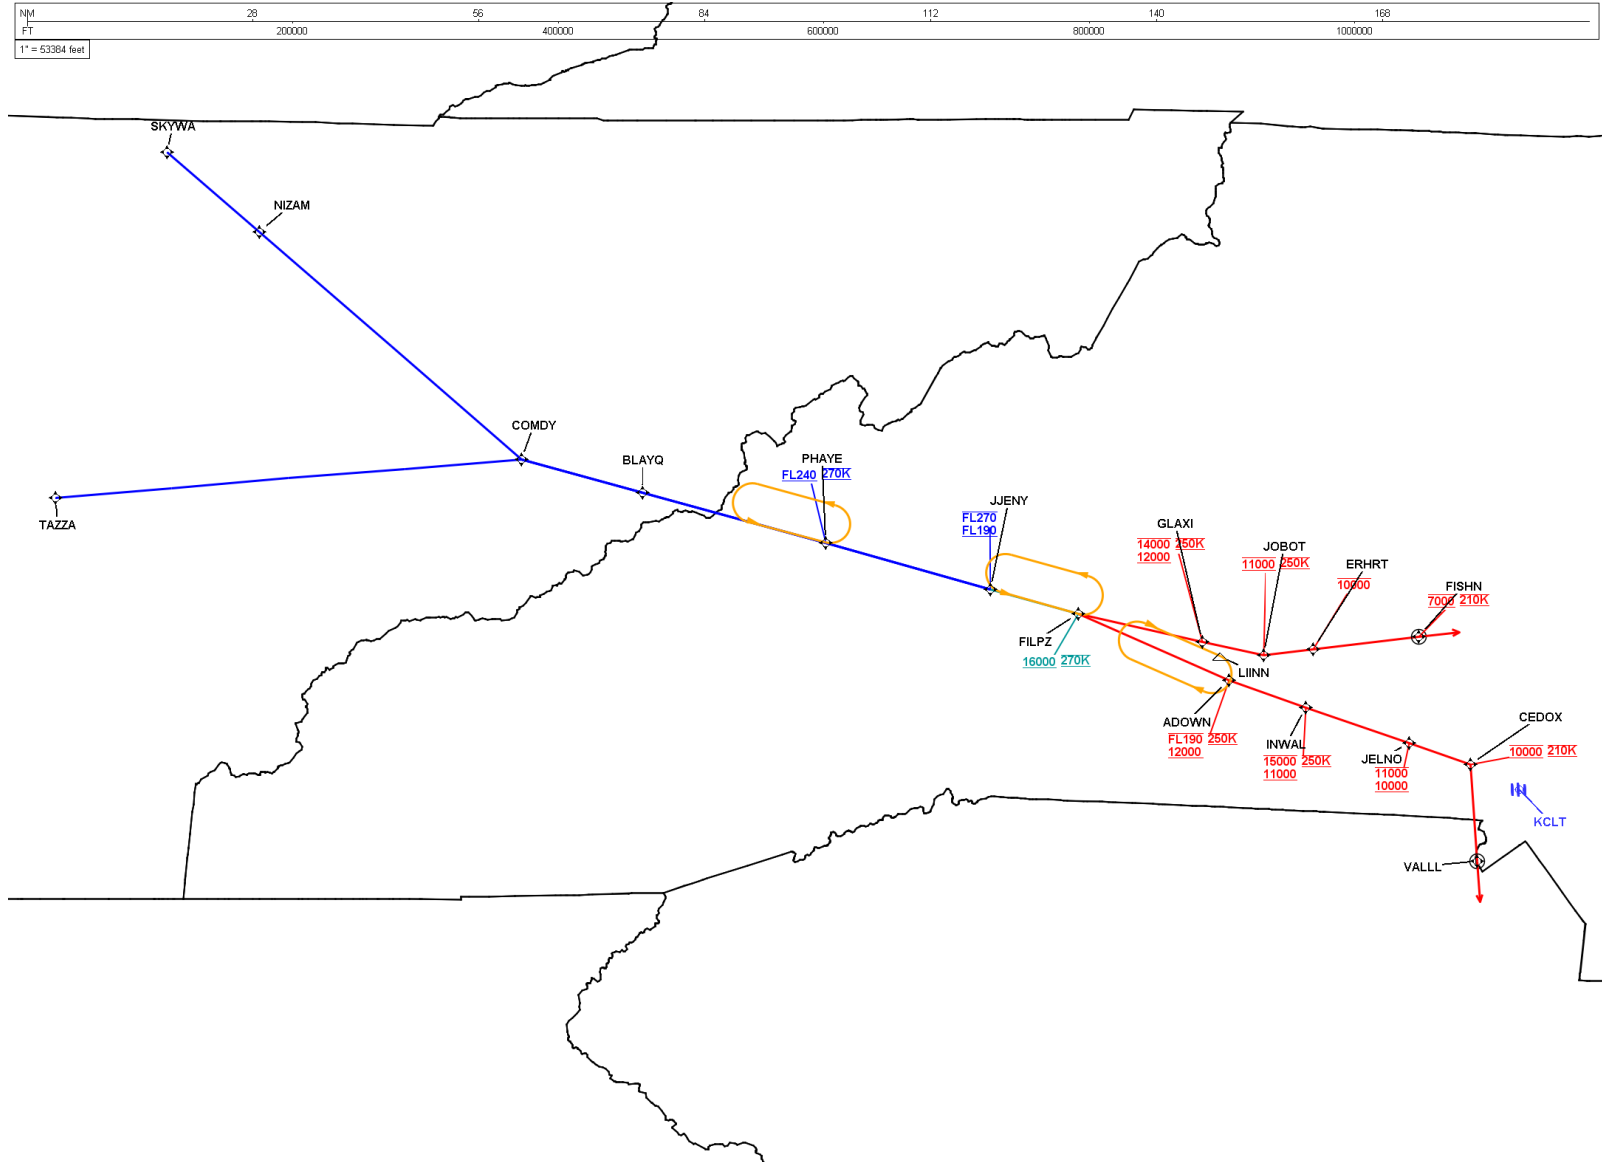 NM 28 56 84 112 140 168
FT 200000 400000 600000 800000 1000000
1" = 53384 feet
SKYWA
NIZAM
COMDY
BLAYQ
TAZZA
PHAYE
FL240 270K
JJENY
FL270
FL190
GLAXI
14000 250K
12000
JOBOT
11000 250K
ERHRT
10000
FISHN
7000 210K
FILPZ
16000 270K
LIINN
ADOWN
FL190 250K
12000
INWAL
15000 250K
11000
JELNO
11000
10000
CEDOX
10000 210K
KCLT
VALLL